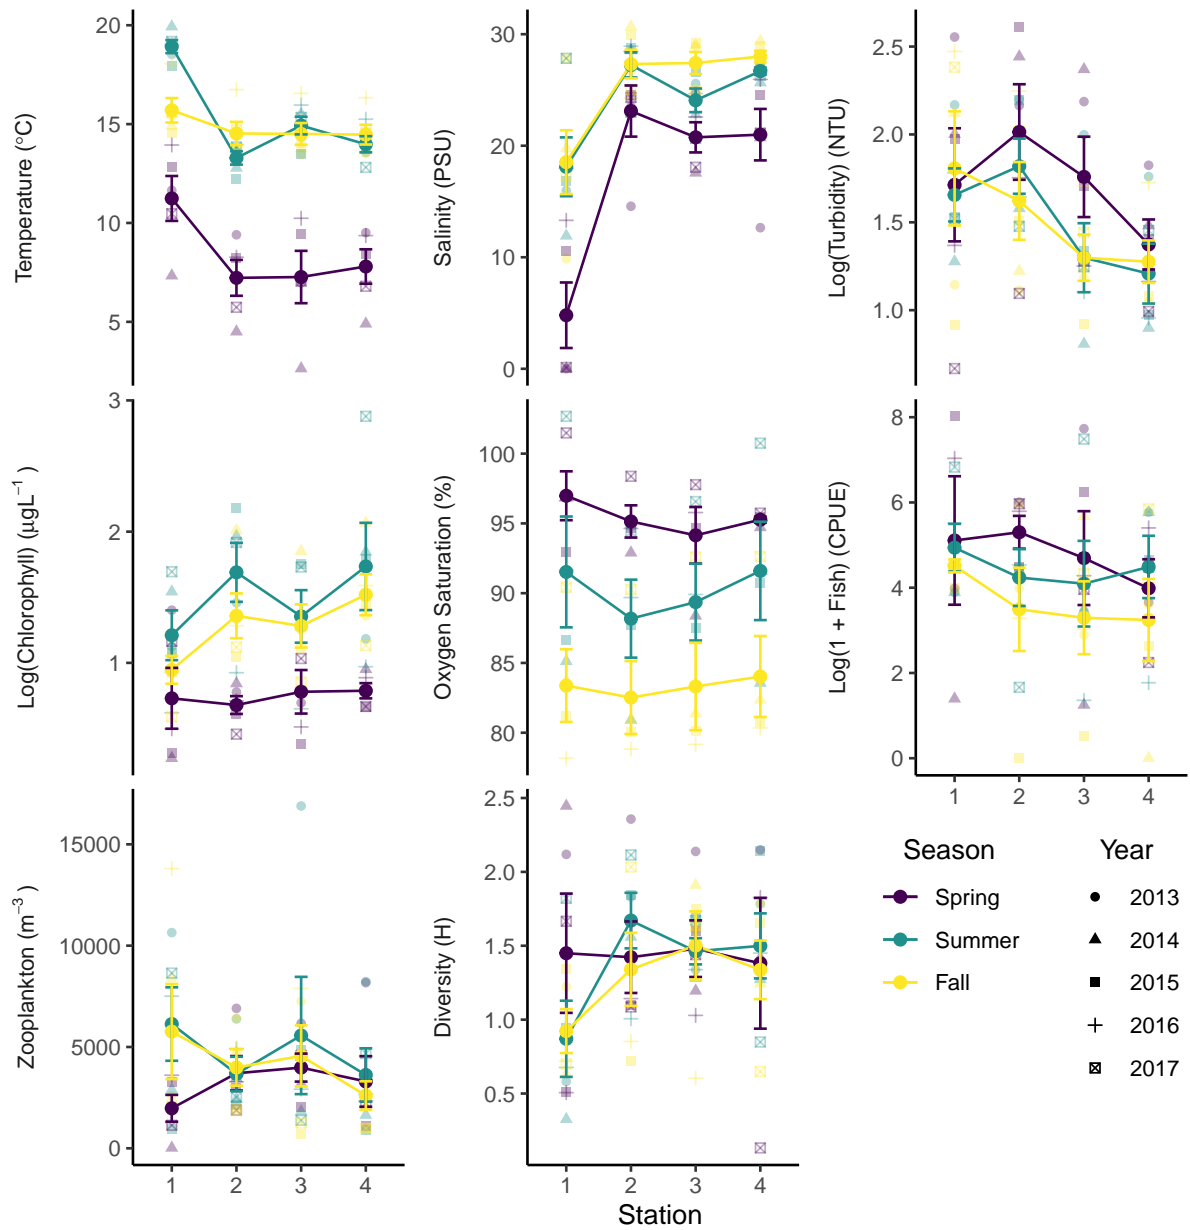 Temperature (°C)
20
15
10
5
Salinity (PSU)
30
20
10
0
Log(Turbidity) (NTU)
2.5
2.0
1.5
1.0
Log(Chlorophyll) (μgL⁻¹ )
3
2
1
Oxygen Saturation (%)
100
95
90
85
80
Log(1 + Fish) (CPUE)
8
6
4
2
0
1 2 3 4
Zooplankton (m⁻³ )
15000
10000
5000
0
1 2 3 4
Diversity (H)
2.5
2.0
1.5
1.0
0.5
1 2 3 4
Station
Season
Spring
Summer
Fall
Year
2013
2014
2015
2016
2017